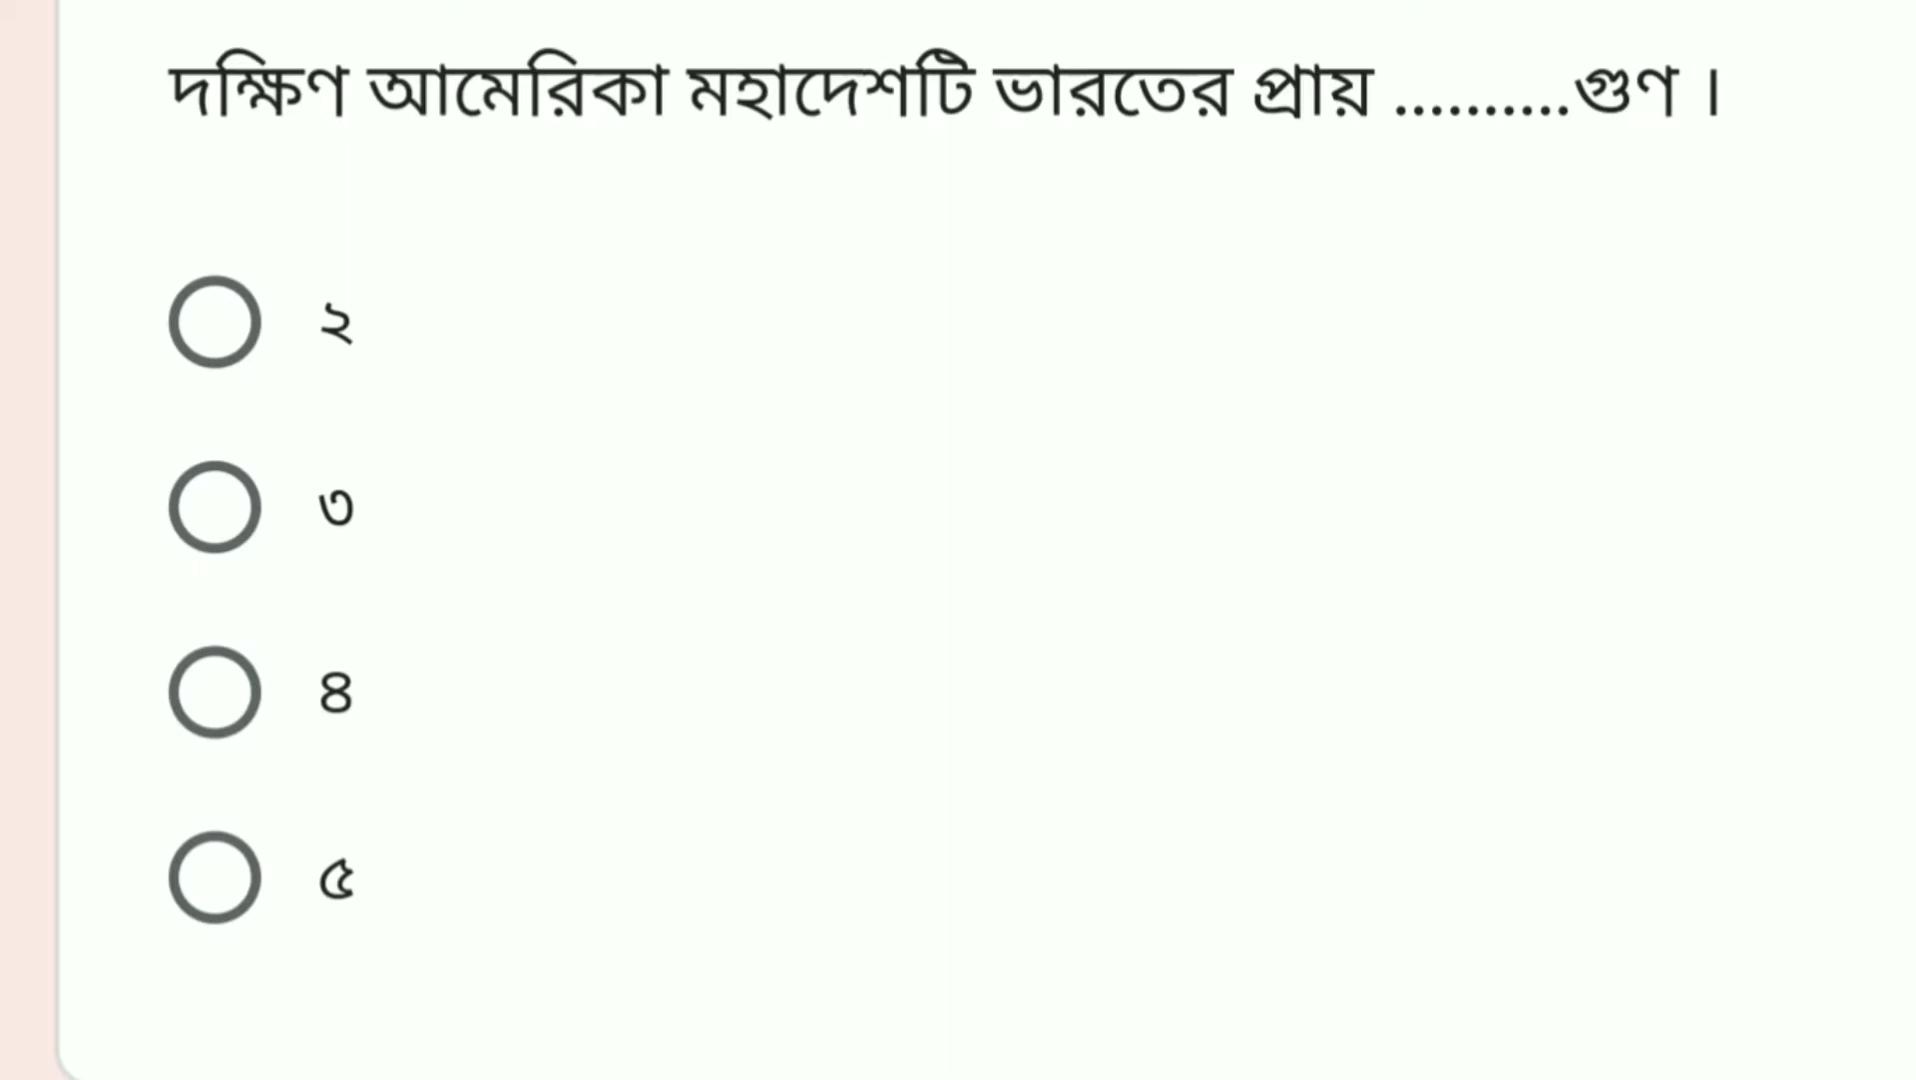 দক্ষিণ আমেরিকা মহাদেশটি ভারতের প্রায় ..........গুণ ।
২
৩
৪
৫